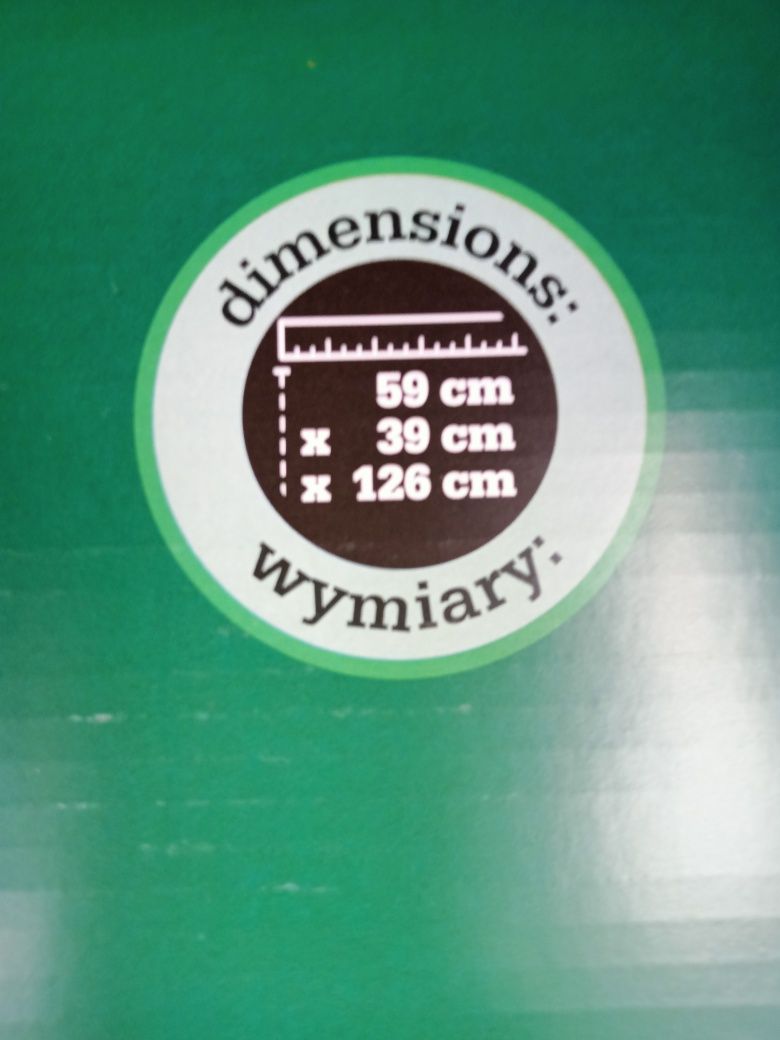 dimensions:
59 cm
x 39 cm
x 126 cm
wymiary: